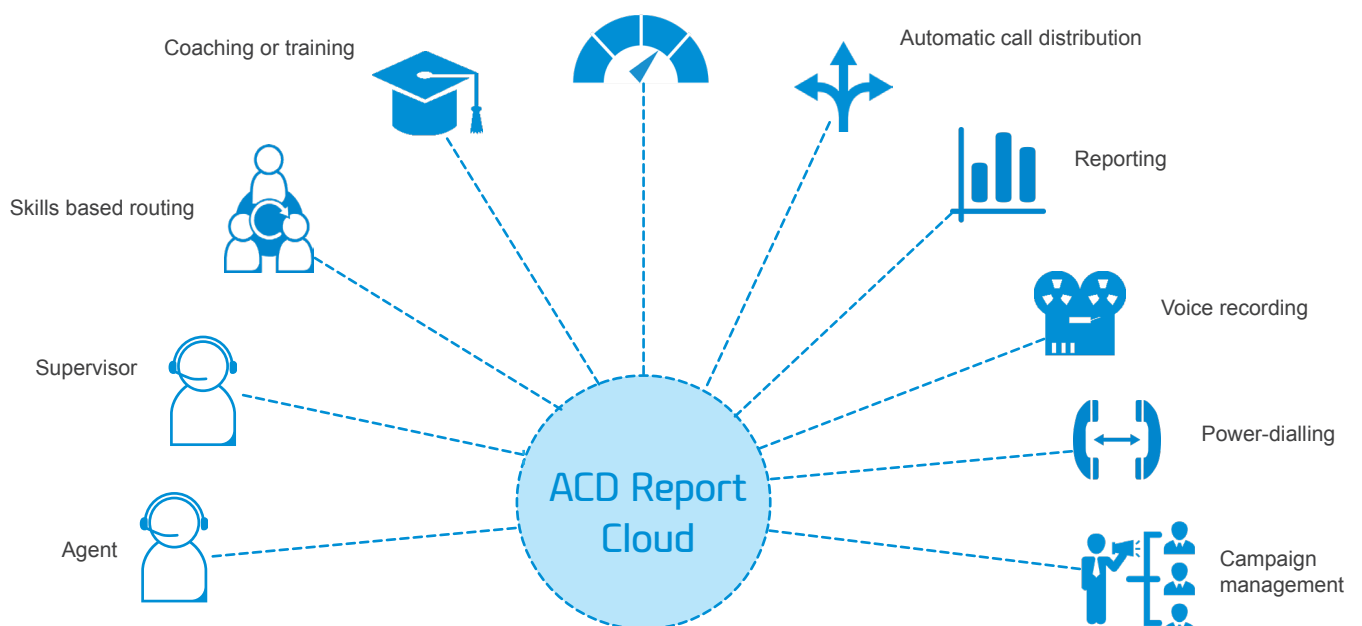 Coaching or training
Automatic call distribution
Reporting
Skills based routing
Voice recording
Supervisor
Power-dialling
ACD Report
Cloud
Agent
Campaign
management